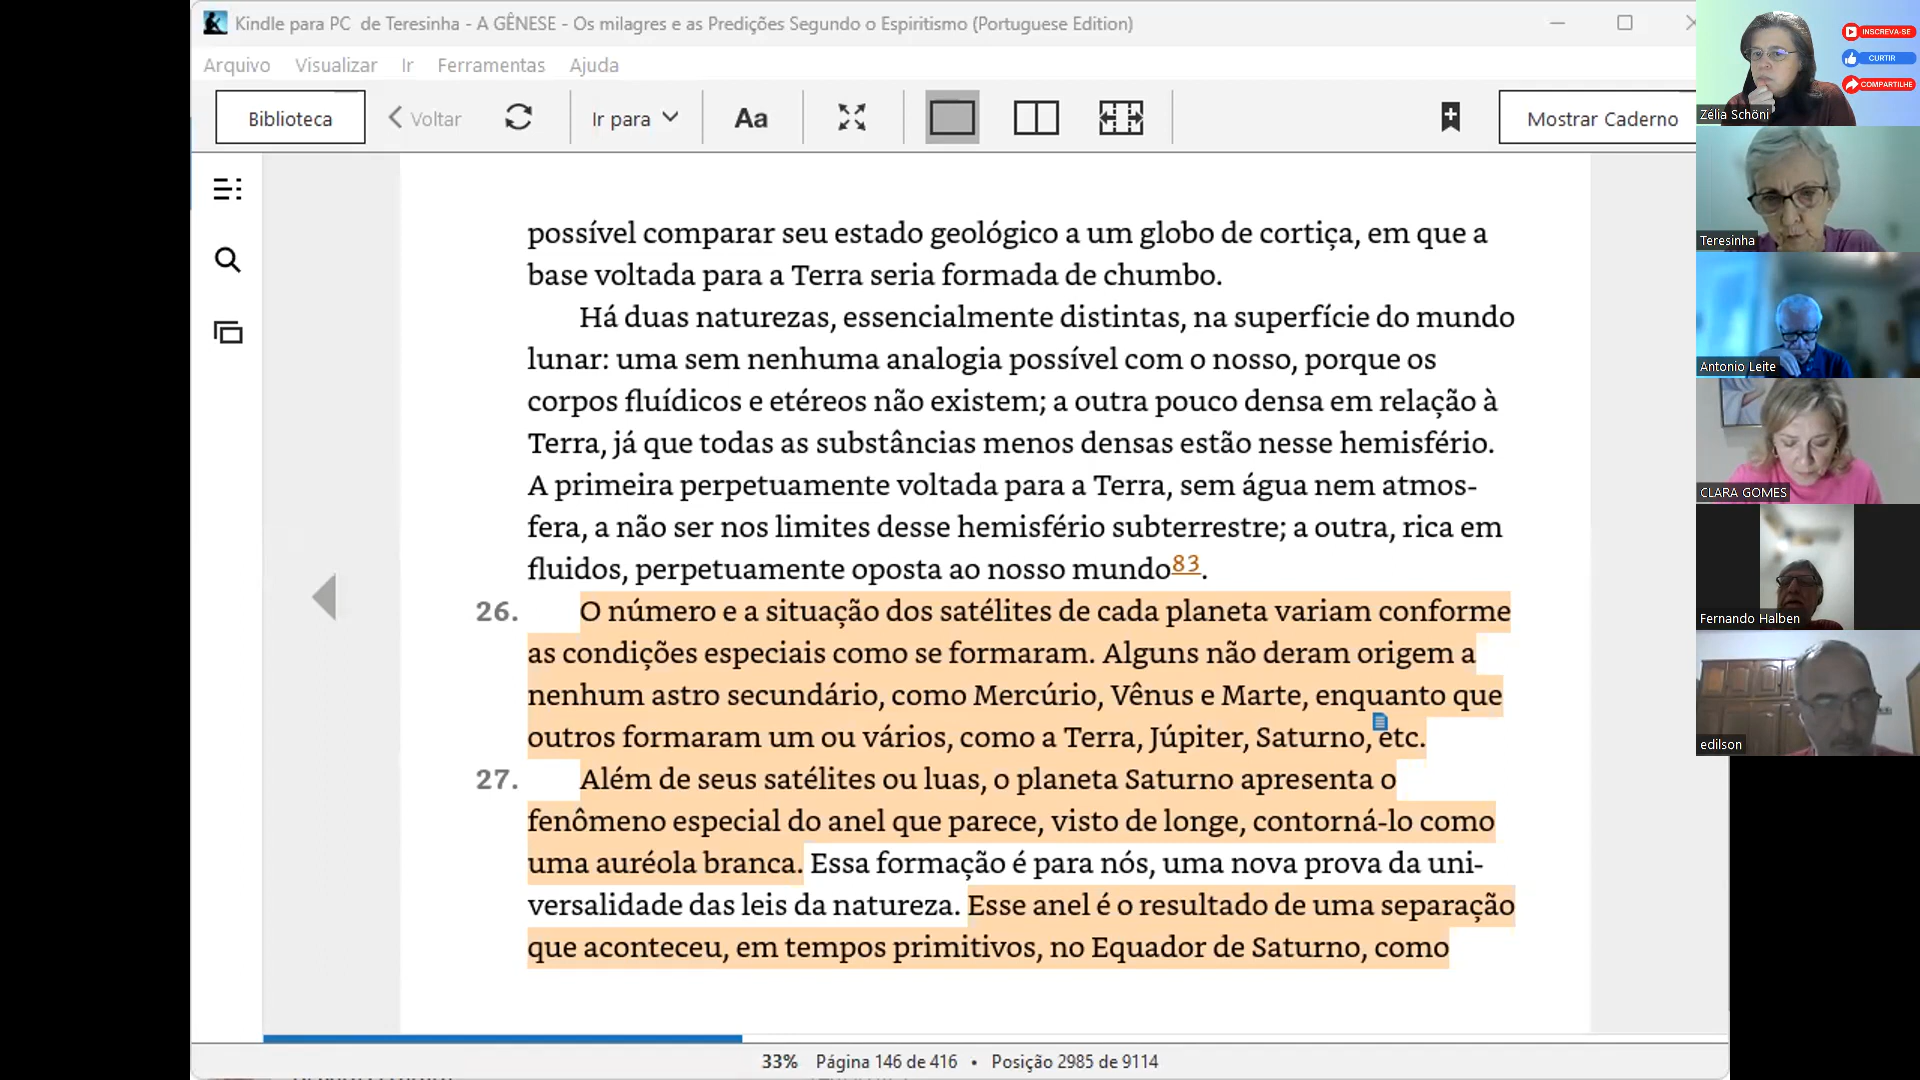 Kindle para PC de Teresinha - A GÊNESE - Os milagres e as Predições Segundo o Espiritismo (Portuguese Edition)
Arquivo Visualizar Ir Ferramentas Ajuda
Biblioteca Voltar Ir para Aa Mostrar Caderno
possível comparar seu estado geológico a um globo de cortiça, em que a
base voltada para a Terra seria formada de chumbo.
Há duas naturezas, essencialmente distintas, na superfície do mundo
lunar: uma sem nenhuma analogia possível com o nosso, porque os
corpos fluídicos e etéreos não existem; a outra pouco densa em relação à
Terra, já que todas as substâncias menos densas estão nesse hemisfério.
A primeira perpetuamente voltada para a Terra, sem água nem atmos-
fera, a não ser nos limites desse hemisfério subterrestre; a outra, rica em
fluidos, perpetuamente oposta ao nosso mundo83.
26. O número e a situação dos satélites de cada planeta variam conforme
as condições especiais como se formaram. Alguns não deram origem a
nenhum astro secundário, como Mercúrio, Vênus e Marte, enquanto que
outros formaram um ou vários, como a Terra, Júpiter, Saturno, etc.
27. Além de seus satélites ou luas, o planeta Saturno apresenta o
fenômeno especial do anel que parece, visto de longe, contorná-lo como
uma auréola branca. Essa formação é para nós, uma nova prova da uni-
versalidade das leis da natureza. Esse anel é o resultado de uma separação
que aconteceu, em tempos primitivos, no Equador de Saturno, como
33% Página 146 de 416 • Posição 2985 de 9114
INSCREVA-SE
CURTIR
COMPARTILHE
Zélia Schöni
Teresinha
Antonio Leite
CLARA GOMES
Fernando Halben
edilson